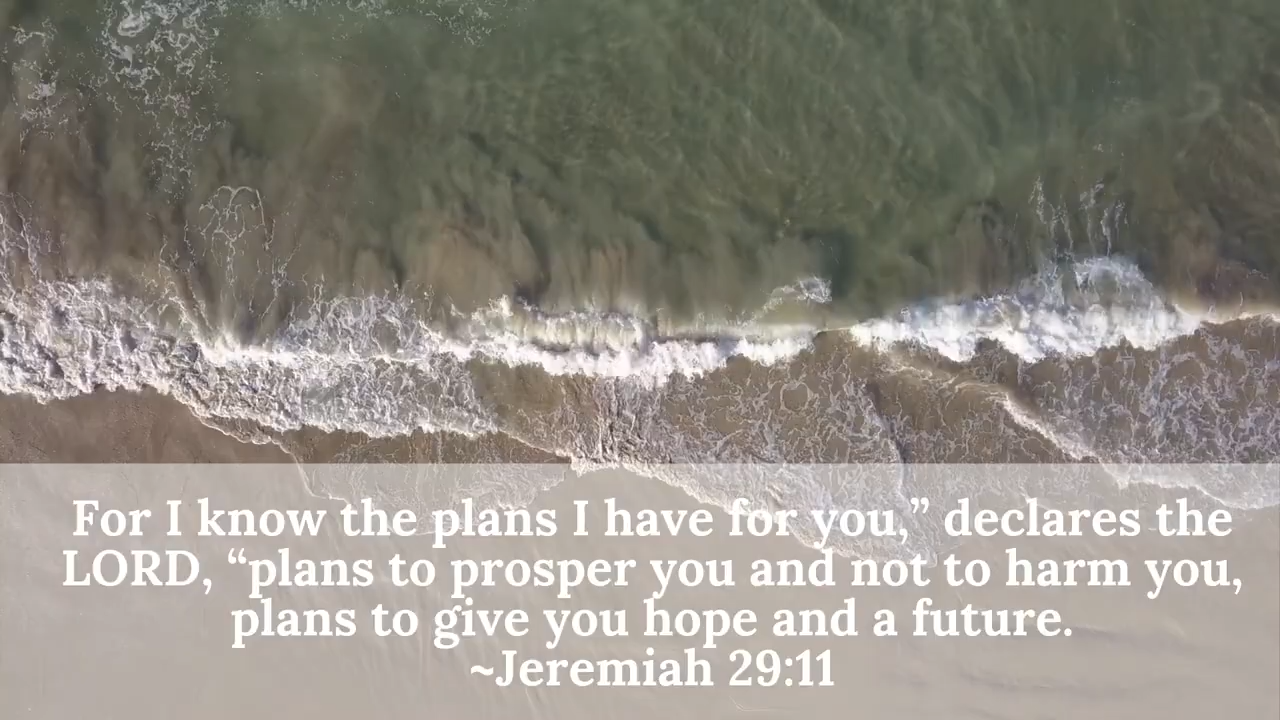 For I know the plans I have for you,” declares the
LORD, “plans to prosper you and not to harm you,
plans to give you hope and a future.
~Jeremiah 29:11